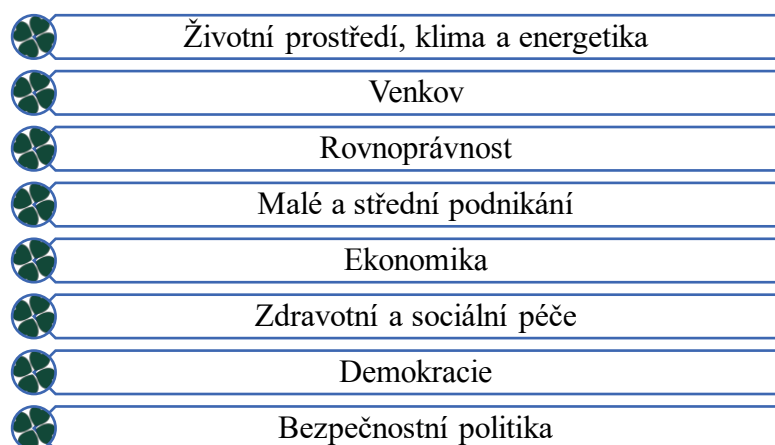 Životní prostředí, klima a energetika
Venkov
Rovnoprávnost
Malé a střední podnikání
Ekonomika
Zdravotní a sociální péče
Demokracie
Bezpečnostní politika